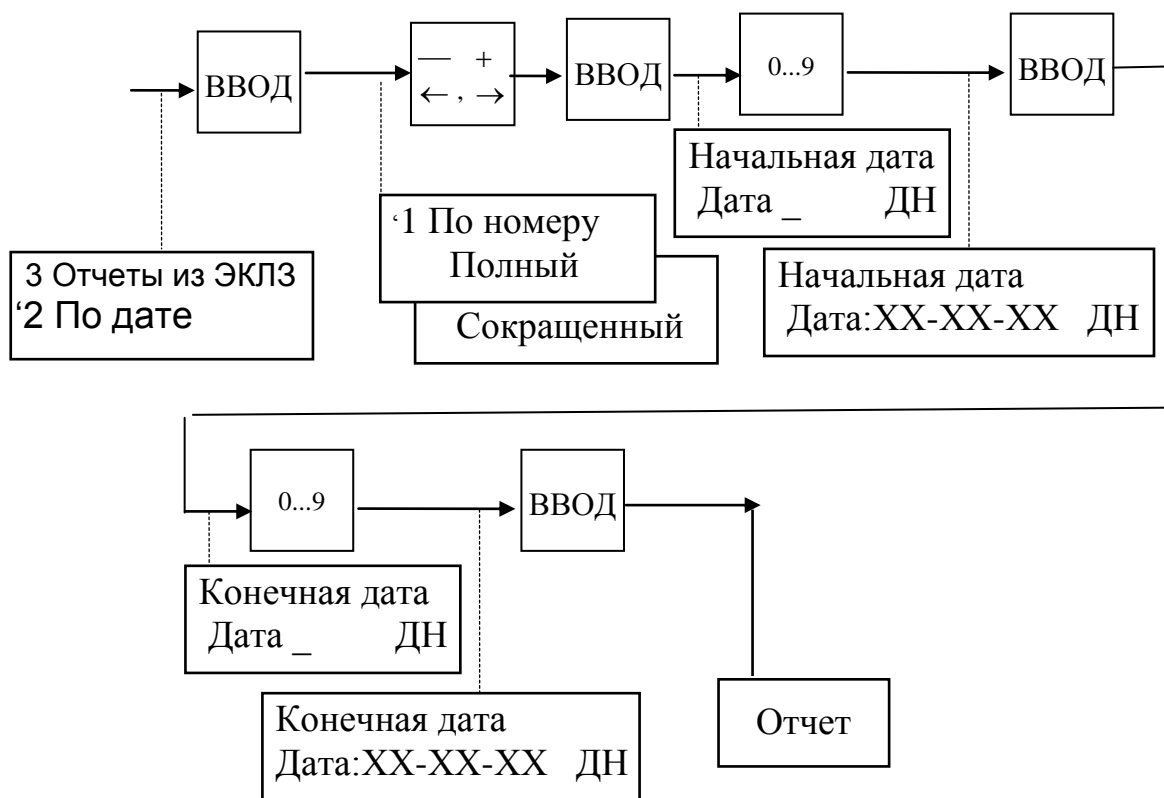 ВВОД
— +
← , →
ВВОД
0...9
ВВОД
Начальная дата
Дата _ ДН
‘1 По номеру
Полный
Сокращенный
3 Отчеты из ЭКЛЗ
‘2 По дате
Начальная дата
Дата:ХХ-ХХ-ХХ ДН
0...9
ВВОД
Конечная дата
Дата _ ДН
Конечная дата
Дата:ХХ-ХХ-ХХ ДН
Отчет